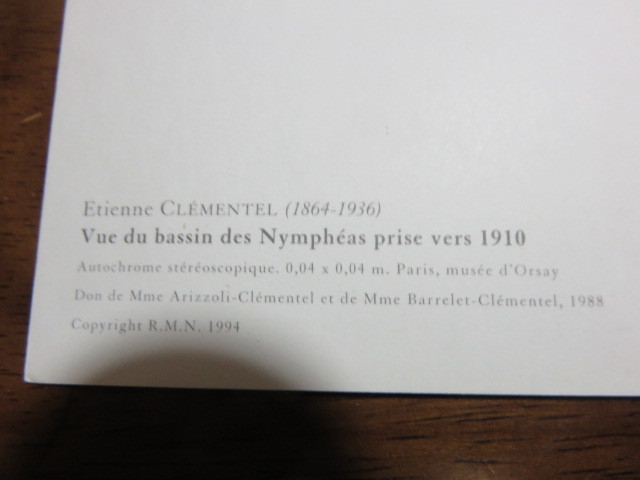 Etienne CLÉMENTEL (1864-1936)
Vue du bassin des Nymphéas prise vers 1910
Autochrome stéréoscopique. 0,04 x 0,04 m. Paris, musée d'Orsay
Don de Mme Arizzoli-Clémentel et de Mme Barrelet-Clémentel, 1988
Copyright R.M.N. 1994